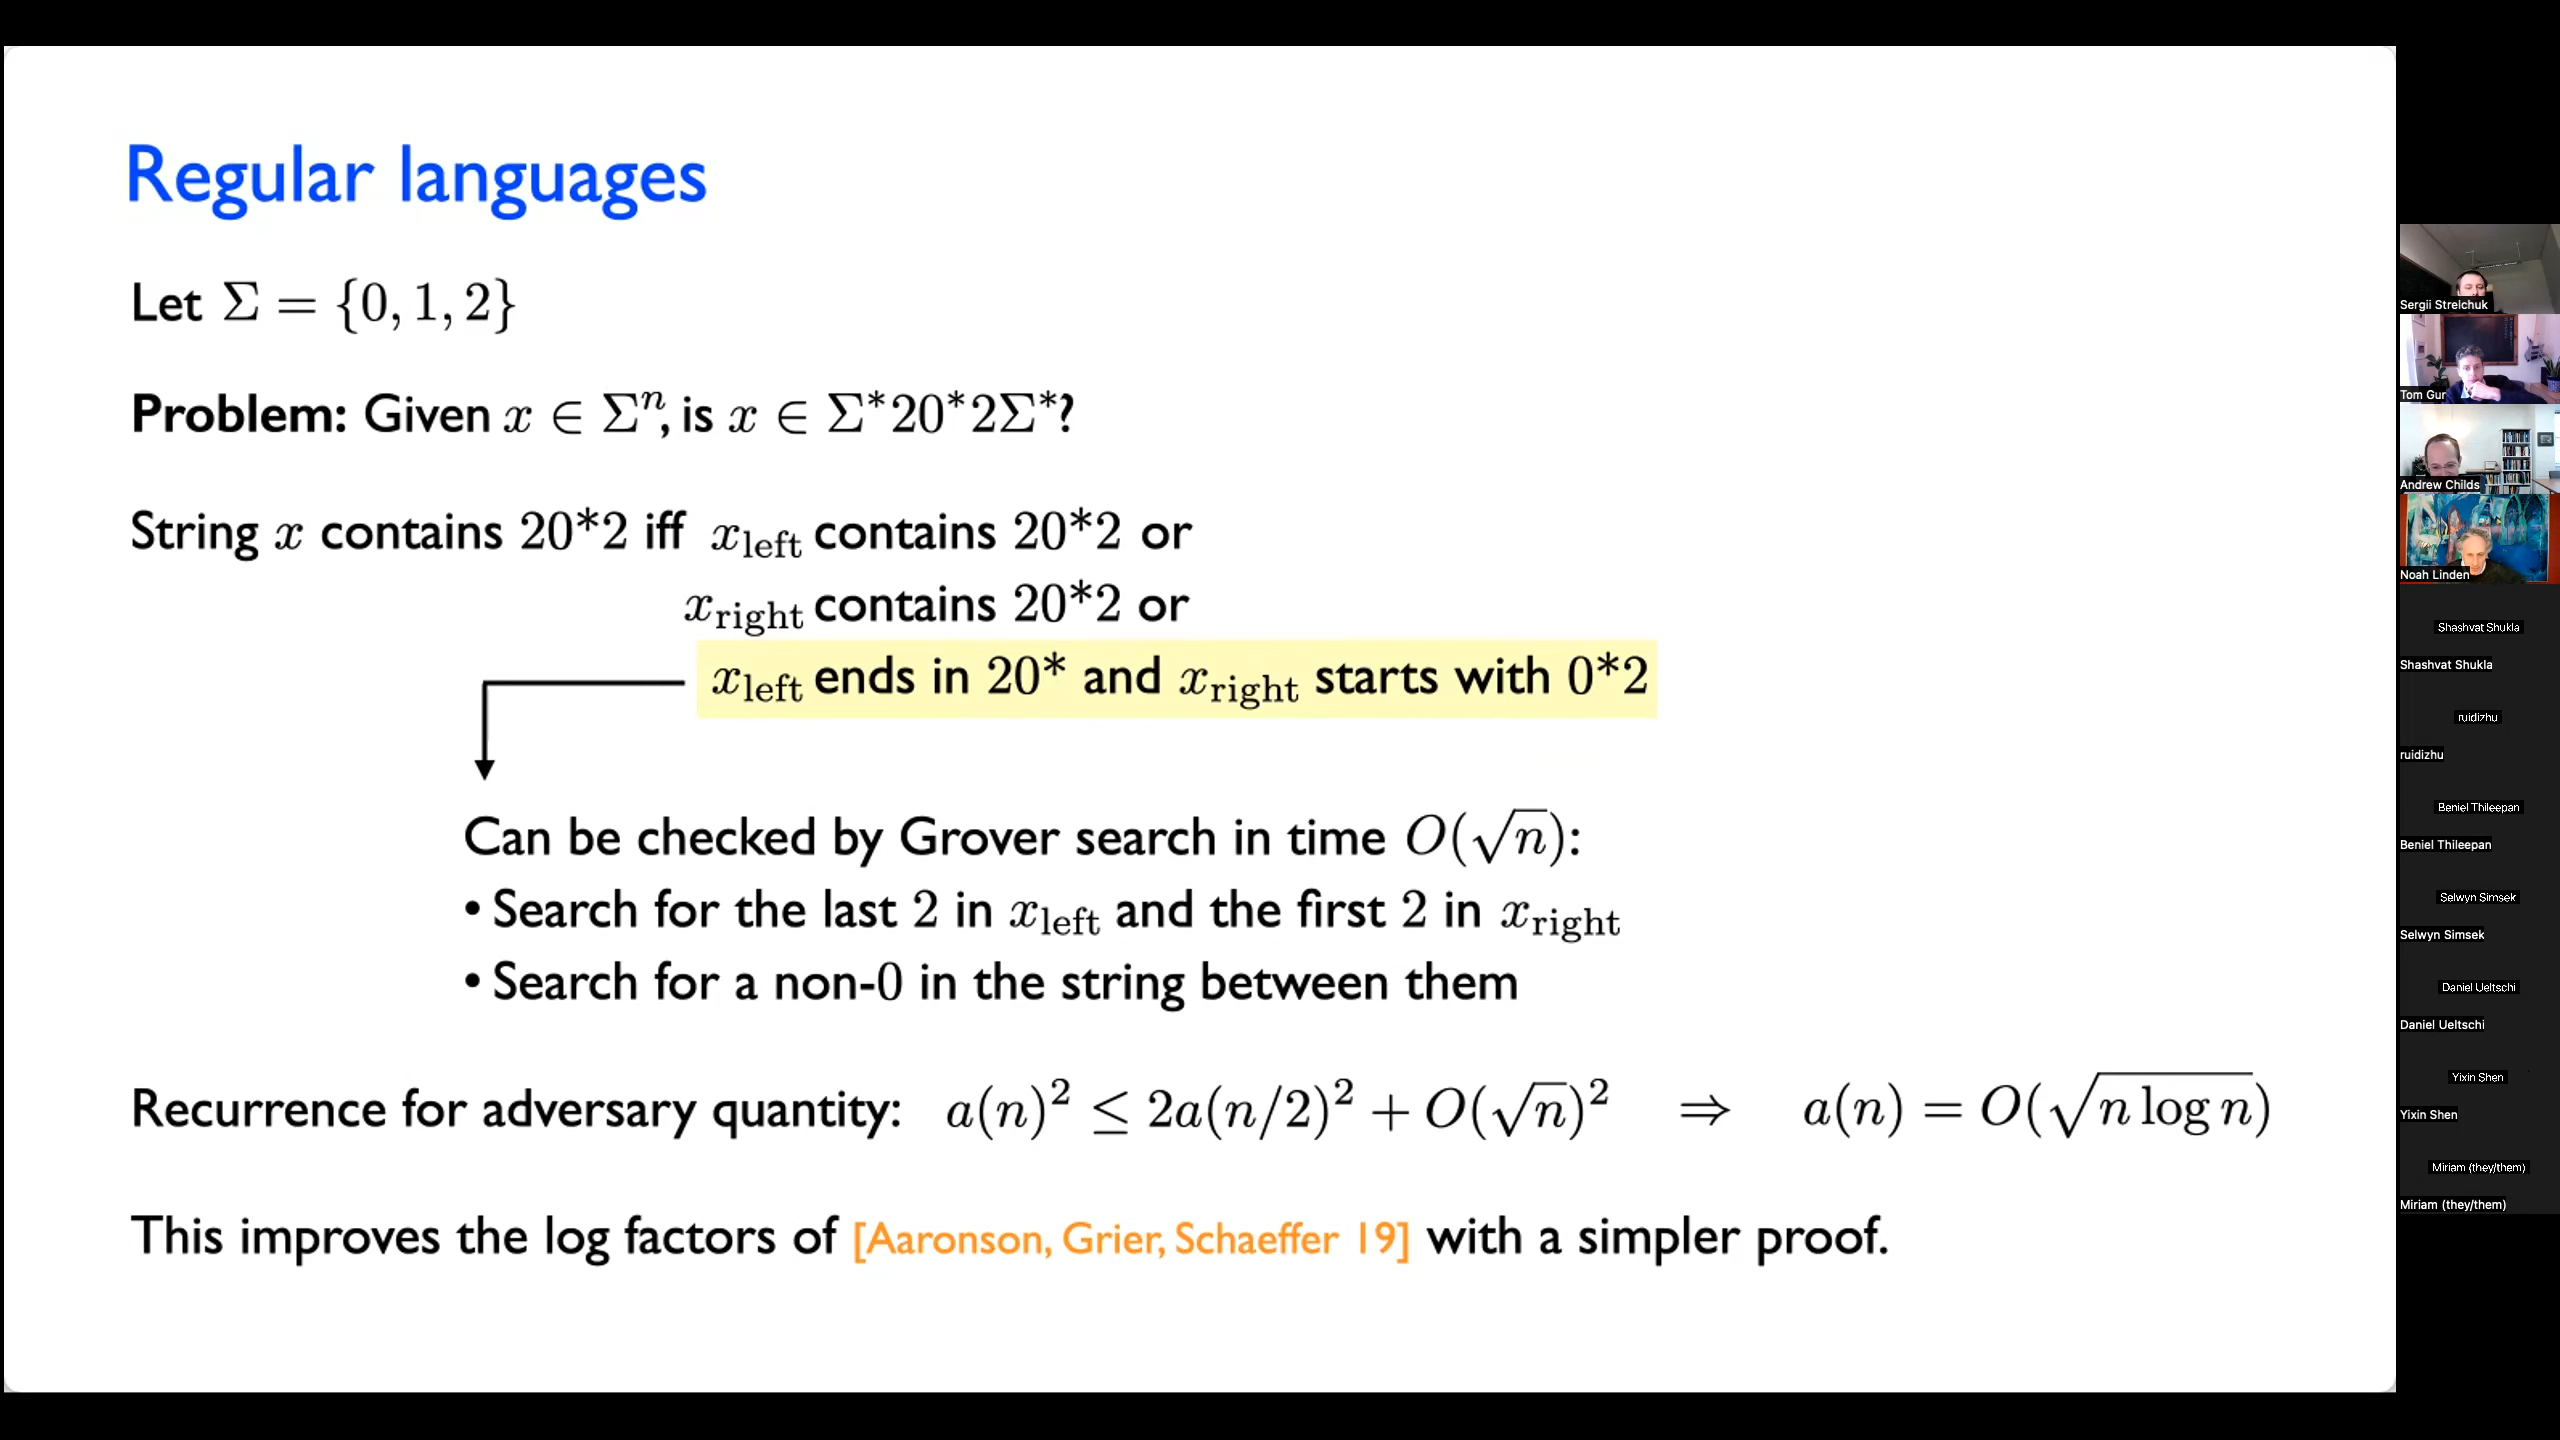 Regular languages
Let Σ = {0, 1, 2}
Problem: Given x ∈ Σⁿ, is x ∈ Σ*20*2Σ*?
String x contains 20*2 iff x_left contains 20*2 or
x_right contains 20*2 or
x_left ends in 20* and x_right starts with 0*2
Can be checked by Grover search in time O(√n):
• Search for the last 2 in x_left and the first 2 in x_right
• Search for a non-0 in the string between them
Recurrence for adversary quantity: a(n)² ≤ 2a(n/2)² + O(√n)² ⇒ a(n) = O(√(n log n))
This improves the log factors of [Aaronson, Grier, Schaeffer 19] with a simpler proof.
Sergii Strelchuk
Tom Gur
Andrew Childs
Noah Linden
Shashvat Shukla
Shashvat Shukla
ruidizhu
ruidizhu
Beniel Thileepan
Beniel Thileepan
Selwyn Simsek
Selwyn Simsek
Daniel Ueltschi
Daniel Ueltschi
Yixin Shen
Yixin Shen
Miriam (they/them)
Miriam (they/them)